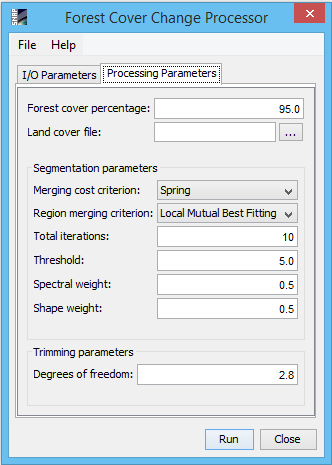 SNAP
Forest Cover Change Processor
File Help
I/O Parameters Processing Parameters
Forest cover percentage: 95.0
Land cover file: ...
Segmentation parameters
Merging cost criterion: Spring
Region merging criterion: Local Mutual Best Fitting
Total iterations: 10
Threshold: 5.0
Spectral weight: 0.5
Shape weight: 0.5
Trimming parameters
Degrees of freedom: 2.8
Run Close